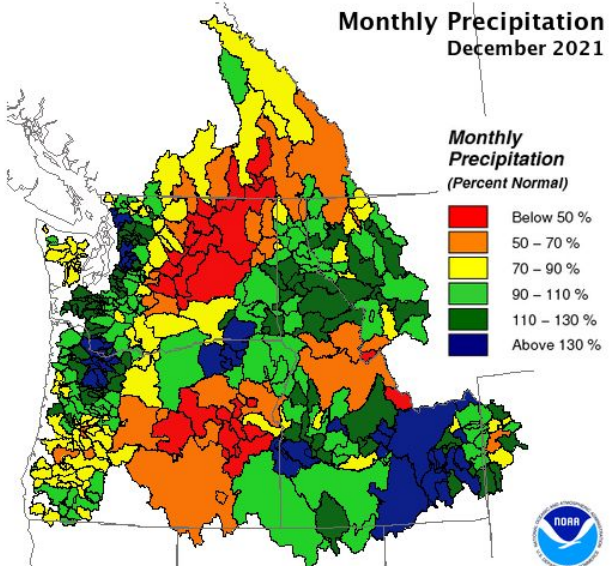 Monthly Precipitation
December 2021
Monthly
Precipitation
(Percent Normal)
Below 50 %
50 – 70 %
70 – 90 %
90 – 110 %
110 – 130 %
Above 130 %
NOAA